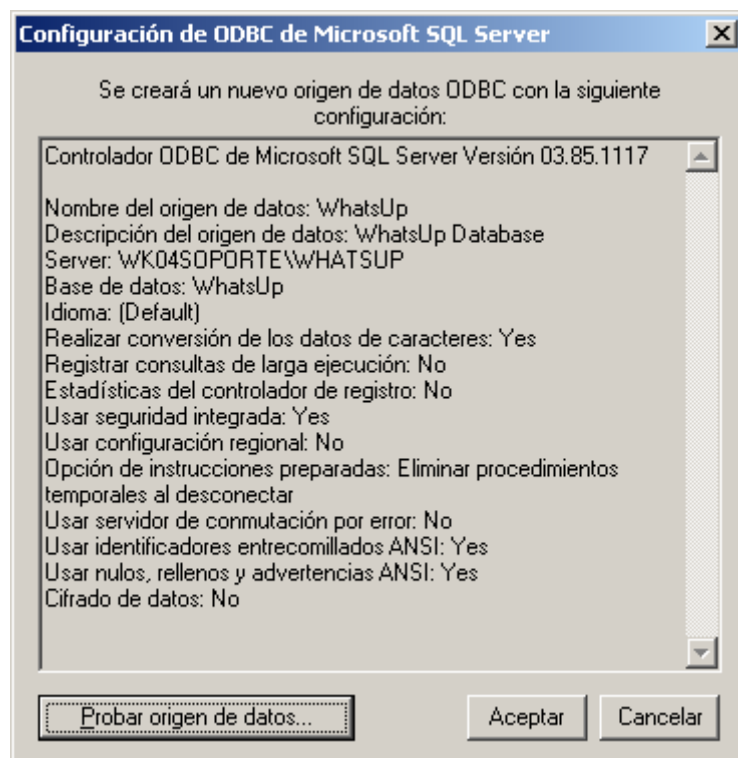 Configuración de ODBC de Microsoft SQL Server
Se creará un nuevo origen de datos ODBC con la siguiente
configuración:
Controlador ODBC de Microsoft SQL Server Versión 03.85.1117
Nombre del origen de datos: WhatsUp
Descripción del origen de datos: WhatsUp Database
Server: WK04SOPORTE\WHATSUP
Base de datos: WhatsUp
Idioma: (Default)
Realizar conversión de los datos de caracteres: Yes
Registrar consultas de larga ejecución: No
Estadísticas del controlador de registro: No
Usar seguridad integrada: Yes
Usar configuración regional: No
Opción de instrucciones preparadas: Eliminar procedimientos
temporales al desconectar
Usar servidor de conmutación por error: No
Usar identificadores entrecomillados ANSI: Yes
Usar nulos, rellenos y advertencias ANSI: Yes
Cifrado de datos: No
Probar origen de datos... Aceptar Cancelar